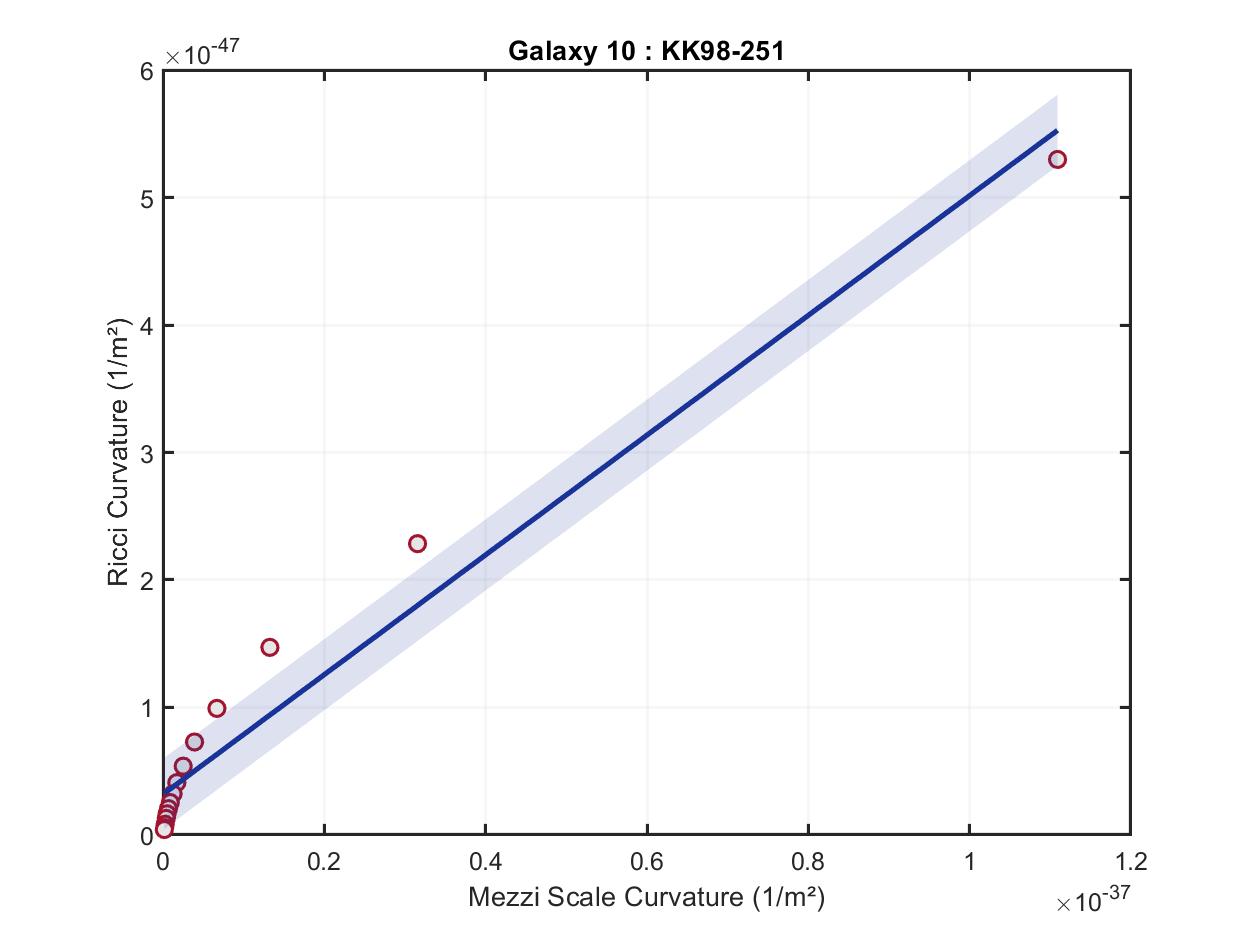 Galaxy 10 : KK98-251
×10-47
6
5
4
3
2
1
0
Ricci Curvature (1/m²)
0 0.2 0.4 0.6 0.8 1 1.2
Mezzi Scale Curvature (1/m²)
×10-37